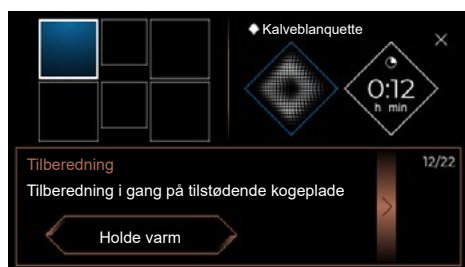 Kalveblanquette
0:12
h min
Tilberedning
12/22
Tilberedning i gang på tilstødende kogeplade
Holde varm